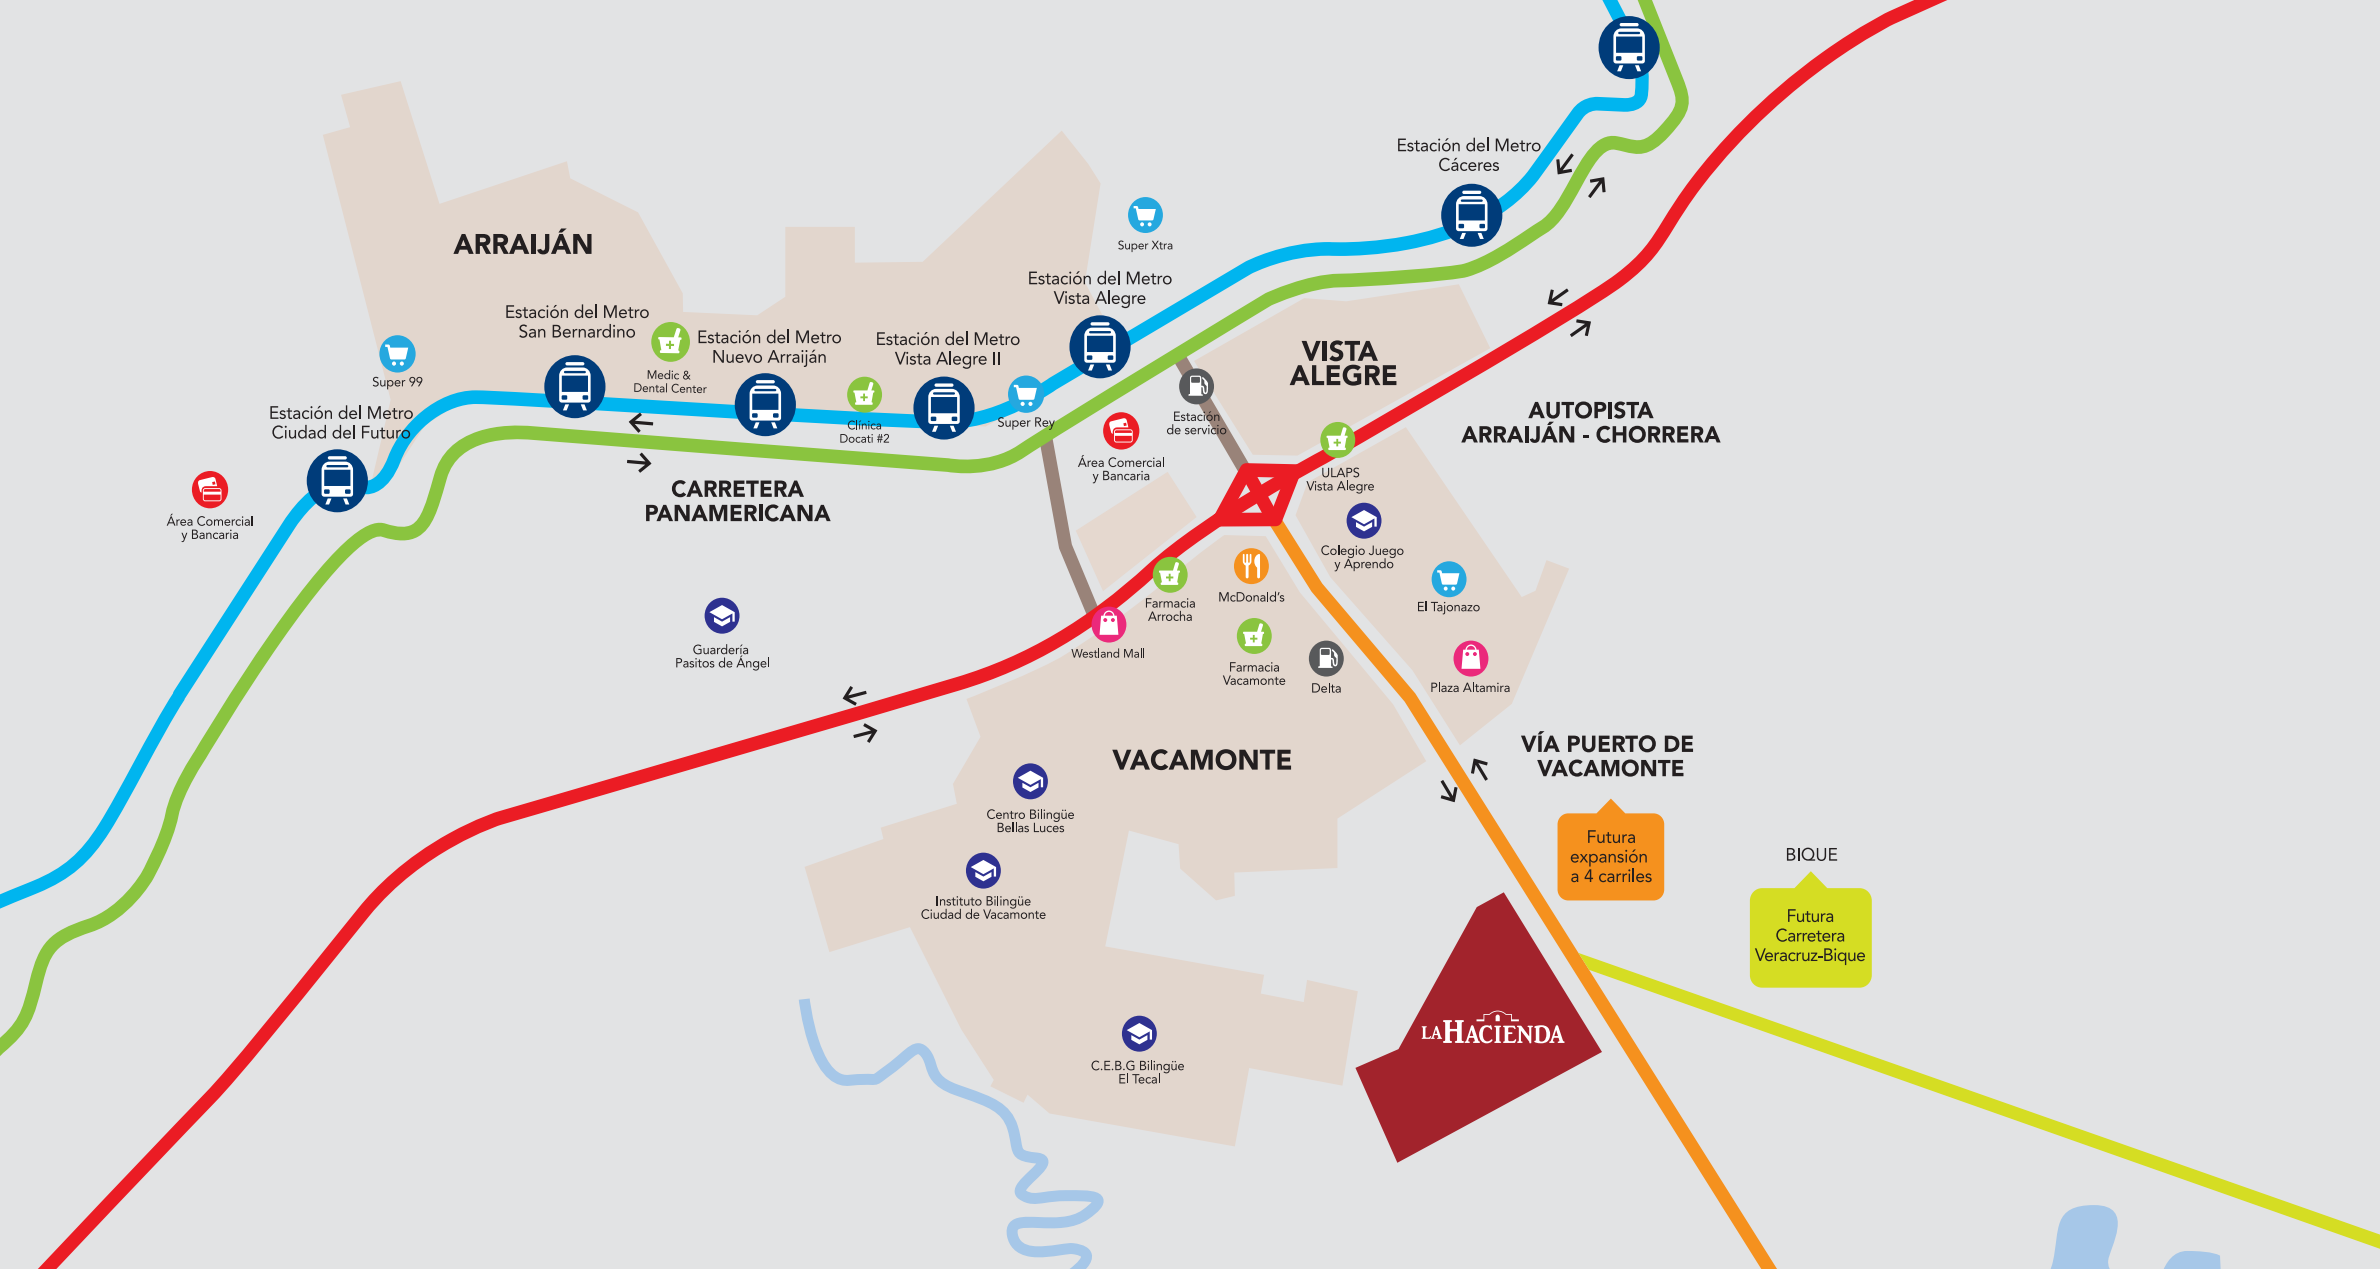 Estación del Metro
Cáceres
Super Xtra
ARRAIJÁN
Estación del Metro
Vista Alegre
Estación del Metro
San Bernardino
Estación del Metro
Nuevo Arraiján
Estación del Metro
Vista Alegre II
VISTA
ALEGRE
Super 99
Medic &
Dental Center
Estación del Metro
Ciudad del Futuro
Clínica
Docati #2
Super Rey
Estación
de servicio
AUTOPISTA
ARRAIJÁN - CHORRERA
Área Comercial
y Bancaria
ULAPS
Vista Alegre
CARRETERA
PANAMERICANA
Área Comercial
y Bancaria
Colegio Juego
y Aprendo
Farmacia
Arrocha
McDonald's
El Tajonazo
Guardería
Pasitos de Ángel
Westland Mall
Farmacia
Vacamonte
Delta
Plaza Altamira
VACAMONTE
VÍA PUERTO DE
VACAMONTE
Centro Bilingüe
Bellas Luces
Futura
expansión
a 4 carriles
BIQUE
Instituto Bilingüe
Ciudad de Vacamonte
Futura
Carretera
Veracruz-Bique
LA HACIENDA
C.E.B.G Bilingüe
El Tecal